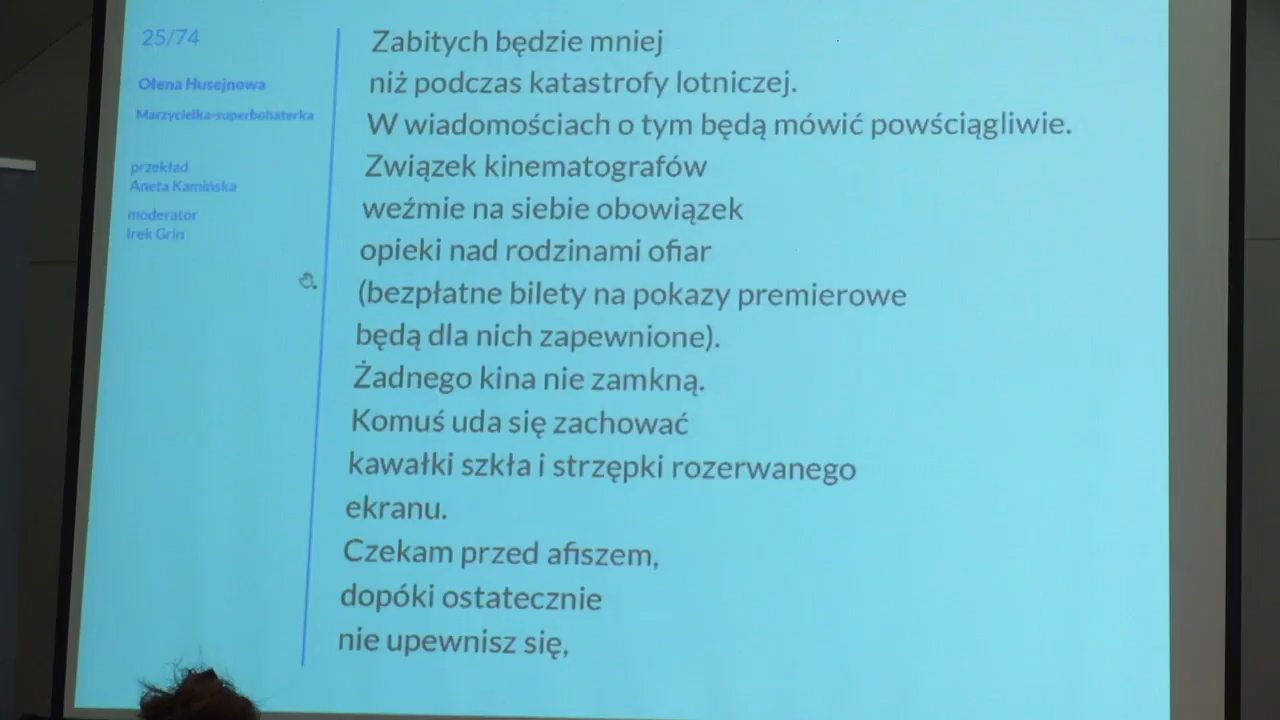 25/74
Ołena Husejnowa
Marzycielka-superbohaterka
przekład
Aneta Kamińska
moderator
Irek Grin
Zabitych będzie mniej
niż podczas katastrofy lotniczej.
W wiadomościach o tym będą mówić powściągliwie.
Związek kinematografów
weźmie na siebie obowiązek
opieki nad rodzinami ofiar
(bezpłatne bilety na pokazy premierowe
będą dla nich zapewnione).
Żadnego kina nie zamkną.
Komuś uda się zachować
kawałki szkła i strzępki rozerwanego
ekranu.
Czekam przed afiszem,
dopóki ostatecznie
nie upewnisz się,